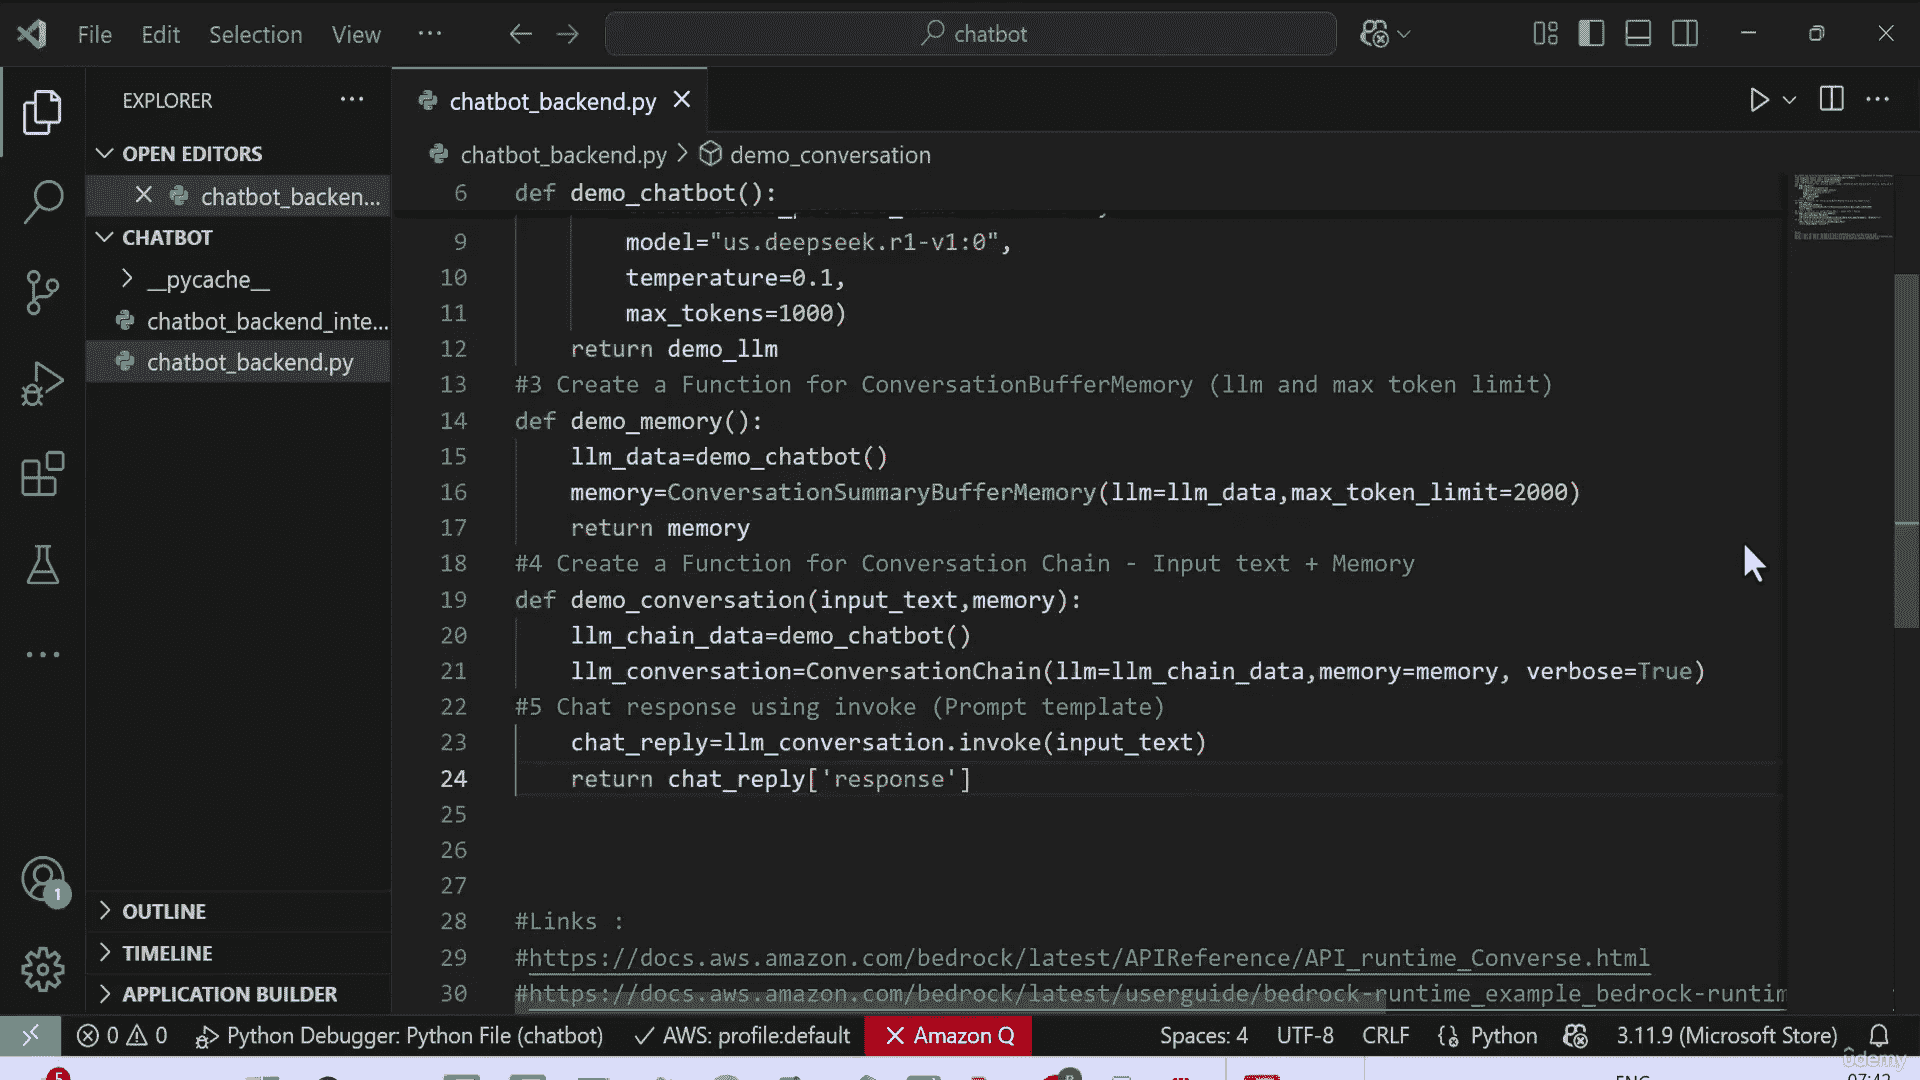 File Edit Selection View ··· chatbot
EXPLORER ···
chatbot_backend.py
OPEN EDITORS
chatbot_backen...
CHATBOT
__pycache__
chatbot_backend_inte...
chatbot_backend.py
OUTLINE
TIMELINE
APPLICATION BUILDER
1
chatbot_backend.py > demo_conversation
6 def demo_chatbot():
9 model="us.deepseek.r1-v1:0",
10 temperature=0.1,
11 max_tokens=1000)
12 return demo_llm
13 #3 Create a Function for ConversationBufferMemory (llm and max token limit)
14 def demo_memory():
15 llm_data=demo_chatbot()
16 memory=ConversationSummaryBufferMemory(llm=llm_data,max_token_limit=2000)
17 return memory
18 #4 Create a Function for Conversation Chain - Input text + Memory
19 def demo_conversation(input_text,memory):
20 llm_chain_data=demo_chatbot()
21 llm_conversation=ConversationChain(llm=llm_chain_data,memory=memory, verbose=True)
22 #5 Chat response using invoke (Prompt template)
23 chat_reply=llm_conversation.invoke(input_text)
24 return chat_reply['response']
25
26
27
28 #Links :
29 #https://docs.aws.amazon.com/bedrock/latest/APIReference/API_runtime_Converse.html
30 #https://docs.aws.amazon.com/bedrock/latest/userguide/bedrock-runtime_example_bedrock-runtim
0 0 Python Debugger: Python File (chatbot) AWS: profile:default Amazon Q Spaces: 4 UTF-8 CRLF Python 3.11.9 (Microsoft Store)
udemy
5
ENG
07:42